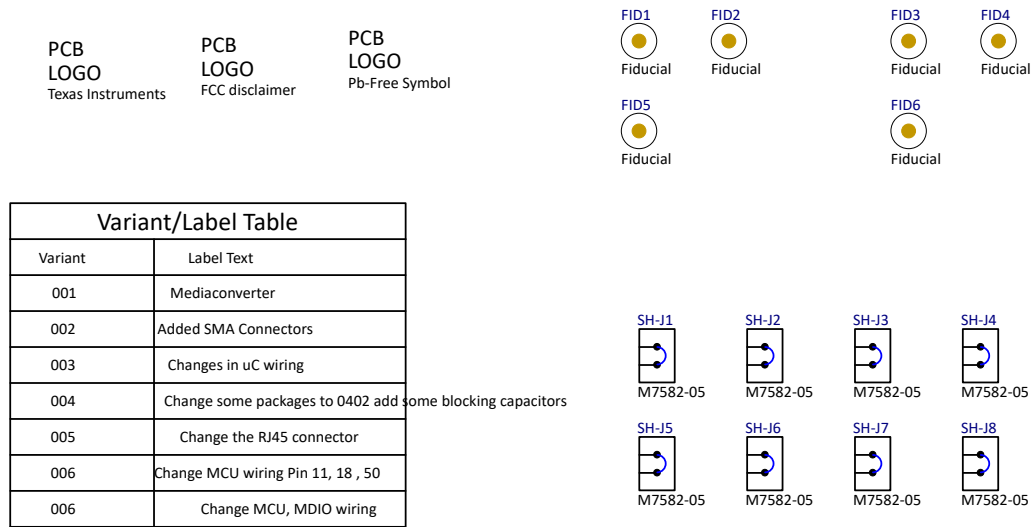 PCB
LOGO
Texas Instruments
PCB
LOGO
FCC disclaimer
PCB
LOGO
Pb-Free Symbol
FID1
Fiducial
FID2
Fiducial
FID3
Fiducial
FID4
Fiducial
FID5
Fiducial
FID6
Fiducial
Variant/Label Table
Variant Label Text
001 Mediaconverter
002 Added SMA Connectors
003 Changes in uC wiring
004 Change some packages to 0402 add some blocking capacitors
005 Change the RJ45 connector
006 Change MCU wiring Pin 11, 18 , 50
006 Change MCU, MDIO wiring
SH-J1
M7582-05
SH-J2
M7582-05
SH-J3
M7582-05
SH-J4
M7582-05
SH-J5
M7582-05
SH-J6
M7582-05
SH-J7
M7582-05
SH-J8
M7582-05